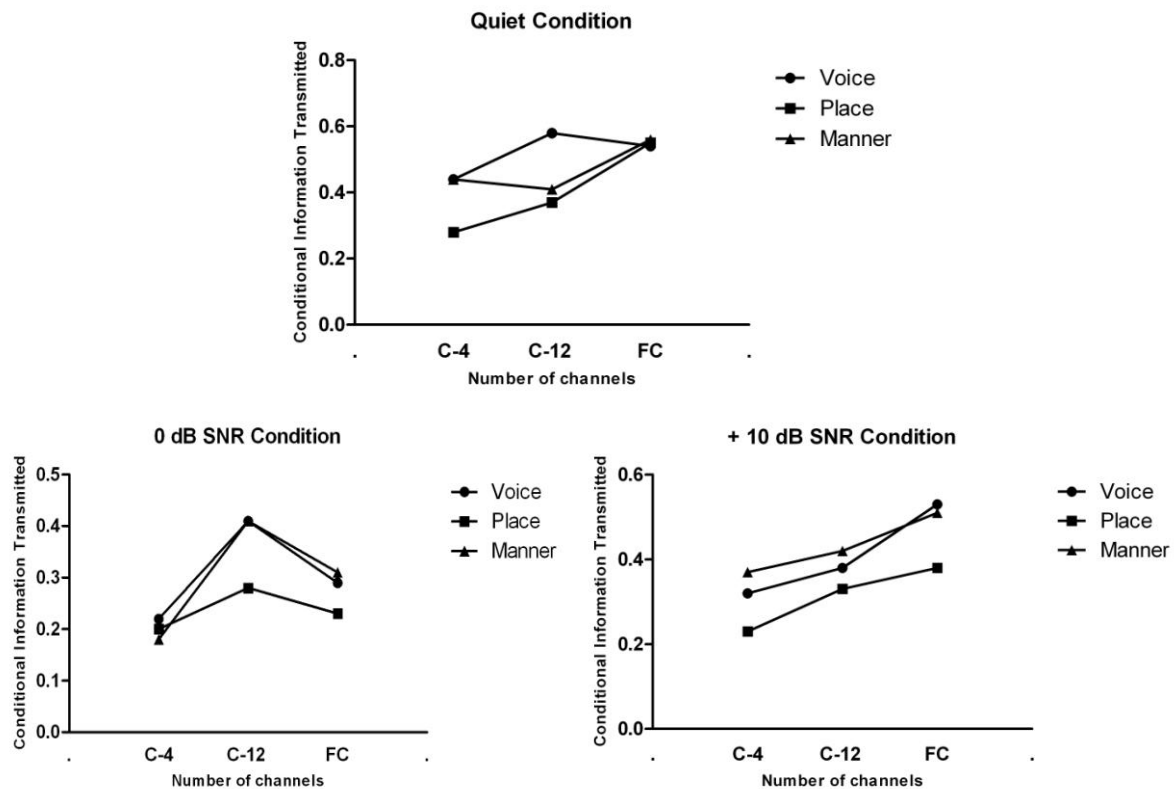 Quiet Condition
Conditional Information Transmitted
0.8
0.6
0.4
0.2
0.0
. C-4 C-12 FC .
Number of channels
Voice
Place
Manner
0 dB SNR Condition
Conditional Information Transmitted
0.5
0.4
0.3
0.2
0.1
0.0
. C-4 C-12 FC .
Number of channels
Voice
Place
Manner
+ 10 dB SNR Condition
Conditional Information Transmitted
0.6
0.4
0.2
0.0
. C-4 C-12 FC .
Number of channels
Voice
Place
Manner